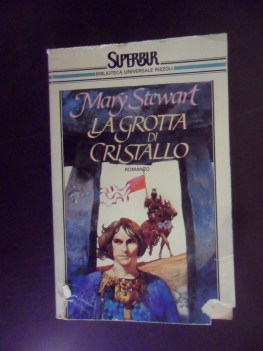 SUPERBUR
BIBLIOTECA UNIVERSALE RIZZOLI
Mary Stewart
LA GROTTA
DI
CRISTALLO
ROMANZO